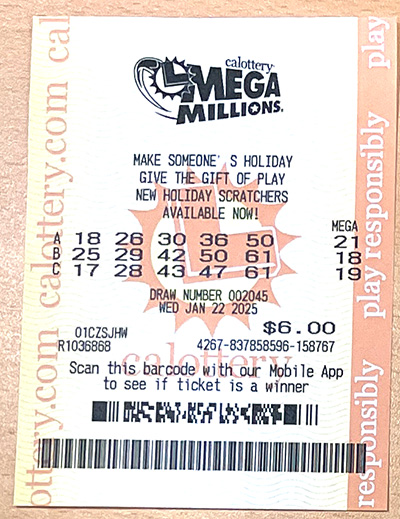 calottery
MEGA
MILLIONS.
MAKE SOMEONE'S HOLIDAY
GIVE THE GIFT OF PLAY
NEW HOLIDAY SCRATCHERS
AVAILABLE NOW!
MEGA
A 18 26 30 36 50 21
B 25 29 42 50 61 18
C 17 28 43 47 61 19
DRAW NUMBER 002045
WED JAN 22 2025
01CZSJHW $6.00
R1036868 4267-837858596-158767
calottery
Scan this barcode with our Mobile App
to see if ticket is a winner
ottery.com calottery.com cal
responsibly play responsibly play